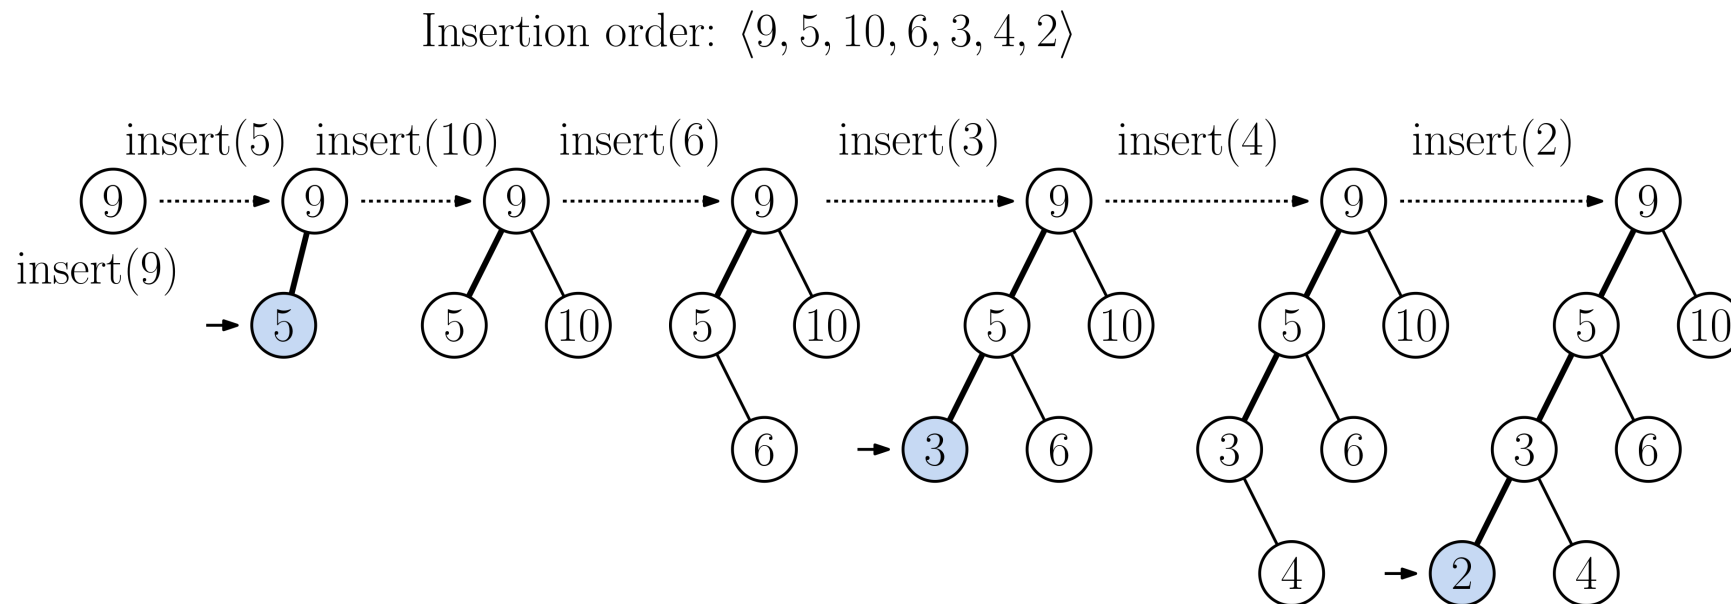 Insertion order: ⟨9, 5, 10, 6, 3, 4, 2⟩
insert(5) insert(10) insert(6) insert(3) insert(4) insert(2)
9 9 9 9 9 9 9
insert(9)
5 5 10 5 10 5 10 5 10 5 10
6 3 6 3 6 3 6
4 2 4